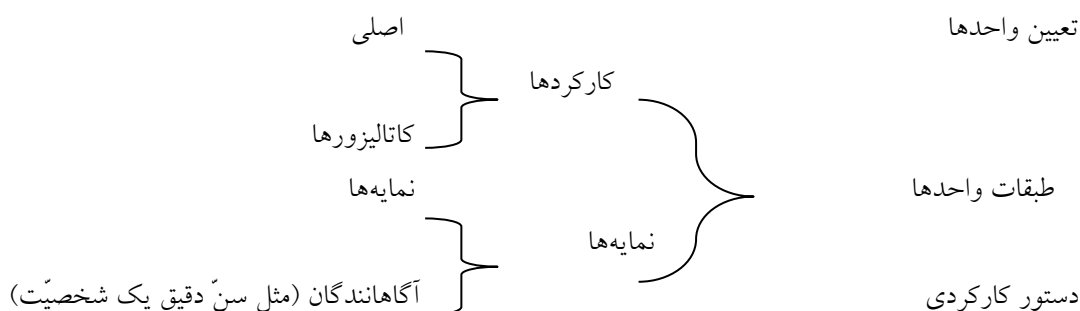 تعیین واحدها
اصلی
کارکردها
کاتالیزورها
طبقات واحدها
نمایه‌ها
نمایه‌ها
دستور کارکردی
آگاهانندگان (مثل سنّ دقیق یک شخصیّت)